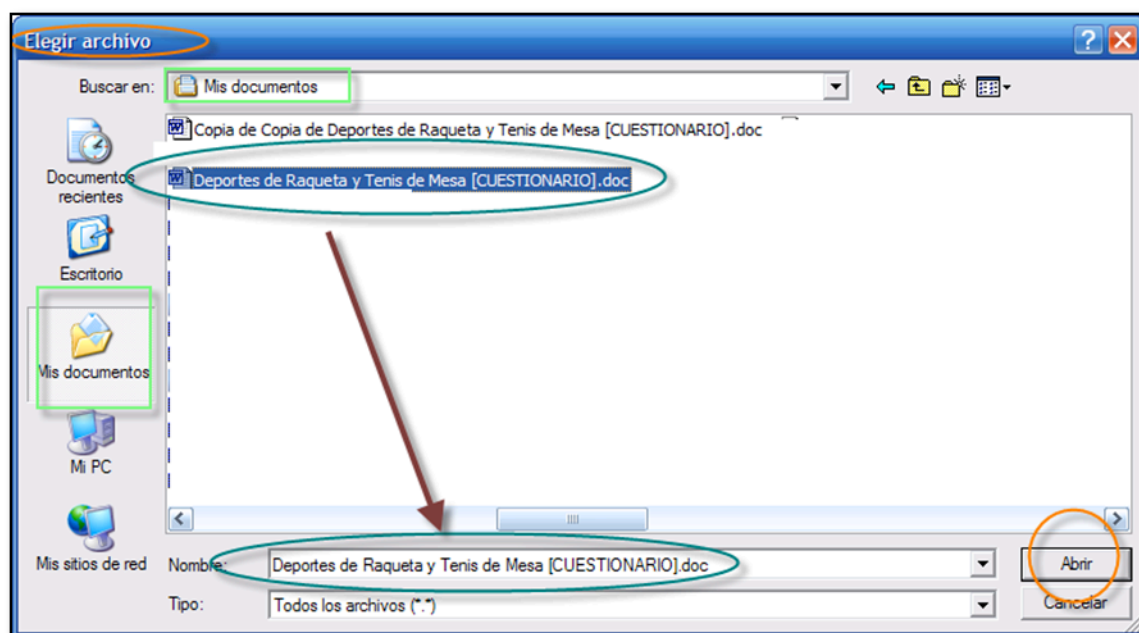 Elegir archivo
Buscar en: Mis documentos
Copia de Copia de Deportes de Raqueta y Tenis de Mesa [CUESTIONARIO].doc
Deportes de Raqueta y Tenis de Mesa [CUESTIONARIO].doc
Documentos
recientes
Escritorio
Mis documentos
Mi PC
Mis sitios de red
Nombre: Deportes de Raqueta y Tenis de Mesa [CUESTIONARIO].doc Abrir
Tipo: Todos los archivos (*.*) Cancelar